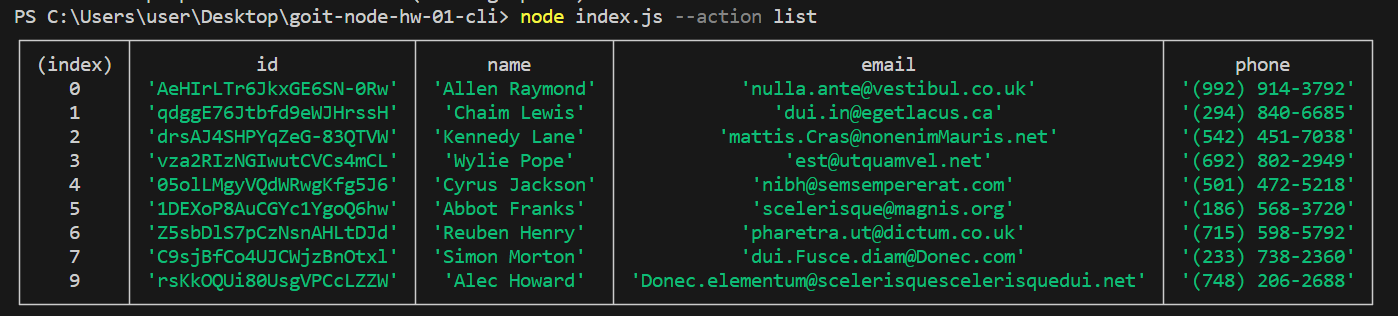 PS C:\Users\user\Desktop\goit-node-hw-01-cli> node index.js --action list
(index) id name email phone
0 'AeHIrLTr6JkxGE6SN-0Rw' 'Allen Raymond' 'nulla.ante@vestibul.co.uk' '(992) 914-3792'
1 'qdggE76Jtbfd9eWJHrssH' 'Chaim Lewis' 'dui.in@egetlacus.ca' '(294) 840-6685'
2 'drsAJ4SHPYqZeG-83QTVW' 'Kennedy Lane' 'mattis.Cras@nonenimMauris.net' '(542) 451-7038'
3 'vza2RIzNGIwutCVCs4mCL' 'Wylie Pope' 'est@utquamvel.net' '(692) 802-2949'
4 '05olLMgyVQdWRwgKfg5J6' 'Cyrus Jackson' 'nibh@semsempererat.com' '(501) 472-5218'
5 '1DEXoP8AuCGYc1YgoQ6hw' 'Abbot Franks' 'scelerisque@magnis.org' '(186) 568-3720'
6 'Z5sbDlS7pCzNsnAHLtDJd' 'Reuben Henry' 'pharetra.ut@dictum.co.uk' '(715) 598-5792'
7 'C9sjBfCo4UJCWjzBnOtxl' 'Simon Morton' 'dui.Fusce.diam@Donec.com' '(233) 738-2360'
9 'rsKkOQUi80UsgVPCcLZZW' 'Alec Howard' 'Donec.elementum@scelerisquescelerisquedui.net' '(748) 206-2688'